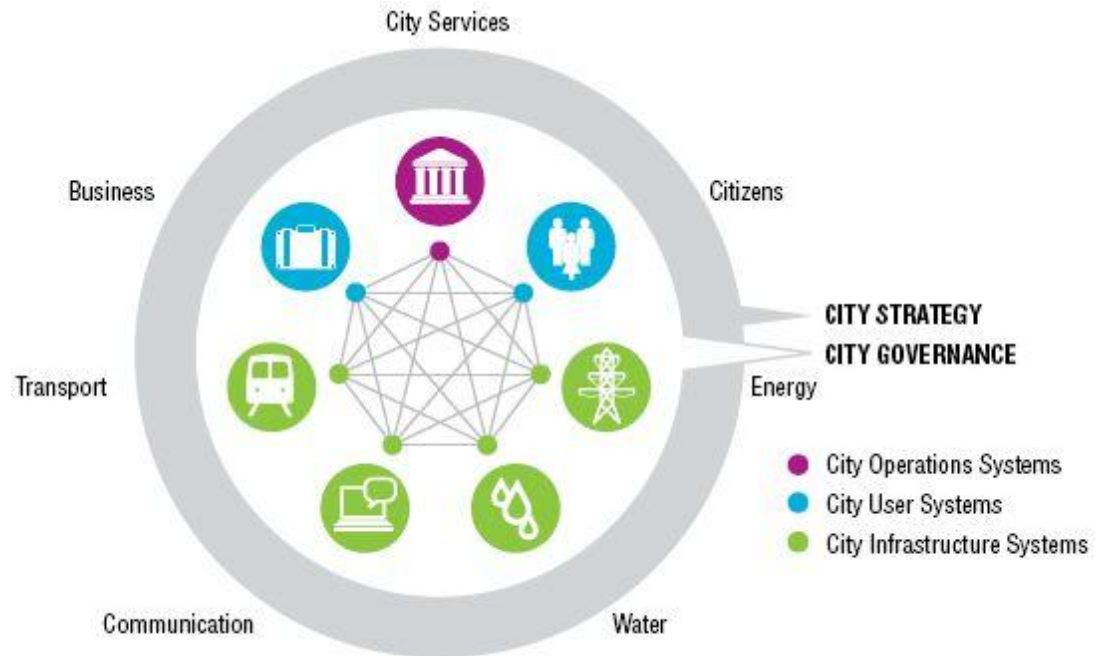 City Services
Business
Citizens
CITY STRATEGY
CITY GOVERNANCE
Transport
Energy
City Operations Systems
City User Systems
City Infrastructure Systems
Communication
Water